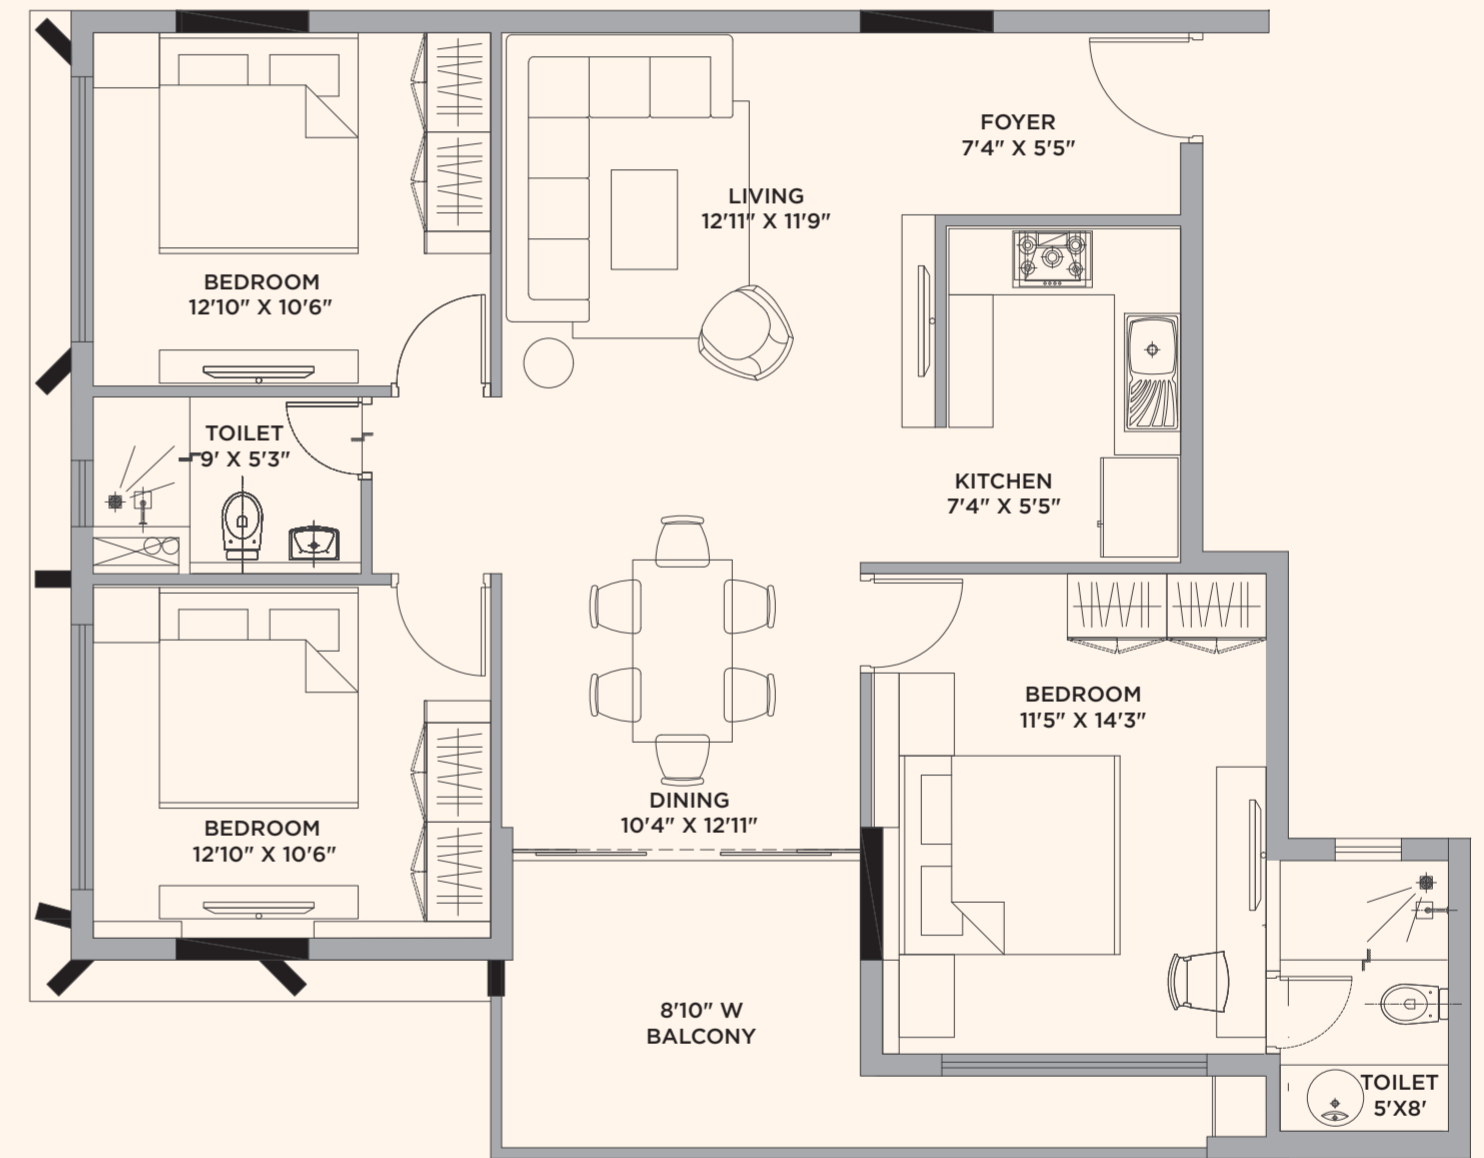 FOYER
7'4" X 5'5"
LIVING
12'11" X 11'9"
BEDROOM
12'10" X 10'6"
TOILET
9' X 5'3"
KITCHEN
7'4" X 5'5"
BEDROOM
11'5" X 14'3"
DINING
10'4" X 12'11"
BEDROOM
12'10" X 10'6"
8'10" W
BALCONY
TOILET
5'X8'